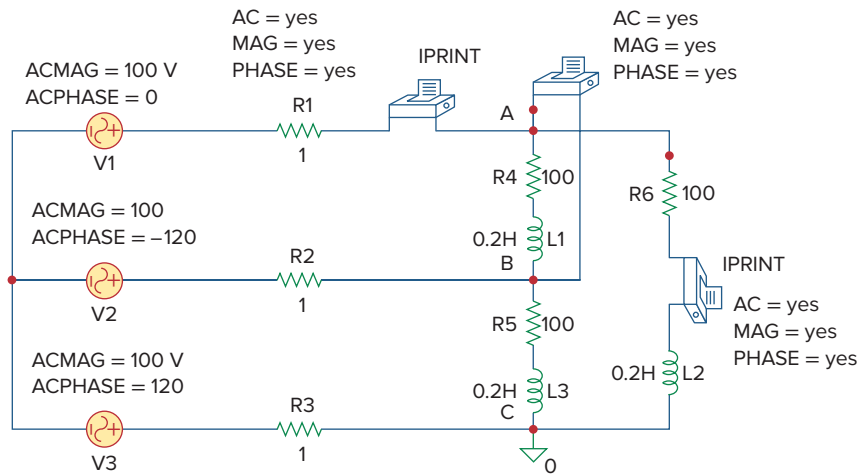 AC = yes
MAG = yes
PHASE = yes
IPRINT
AC = yes
MAG = yes
PHASE = yes
ACMAG = 100 V
ACPHASE = 0
R1
1
V1
A
R4
100
R6
100
ACMAG = 100
ACPHASE = –120
R2
1
V2
0.2H
L1
B
IPRINT
AC = yes
MAG = yes
PHASE = yes
R5
100
ACMAG = 100 V
ACPHASE = 120
R3
1
V3
0.2H
L3
C
0.2H
L2
0